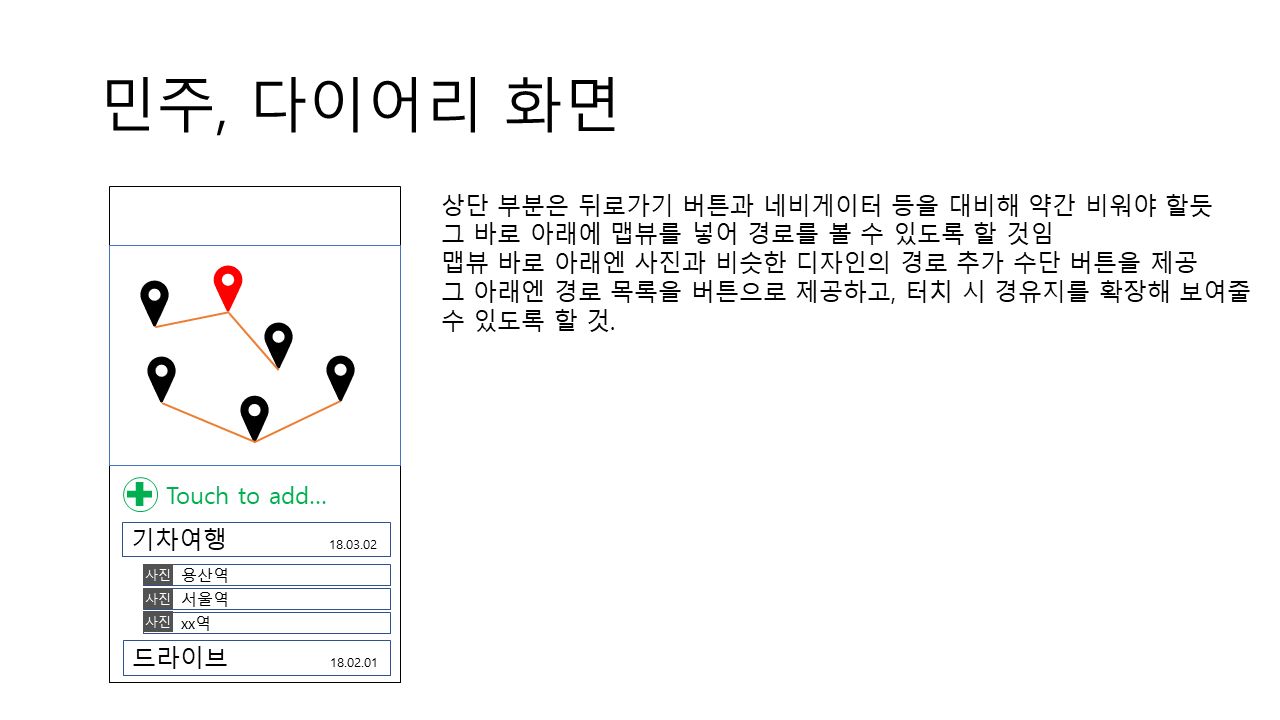 민주, 다이어리 화면
상단 부분은 뒤로가기 버튼과 네비게이터 등을 대비해 약간 비워야 할듯
그 바로 아래에 맵뷰를 넣어 경로를 볼 수 있도록 할 것임
맵뷰 바로 아래엔 사진과 비슷한 디자인의 경로 추가 수단 버튼을 제공
그 아래엔 경로 목록을 버튼으로 제공하고, 터치 시 경유지를 확장해 보여줄
수 있도록 할 것.
Touch to add...
기차여행 18.03.02
사진 용산역
사진 서울역
사진 xx역
드라이브 18.02.01